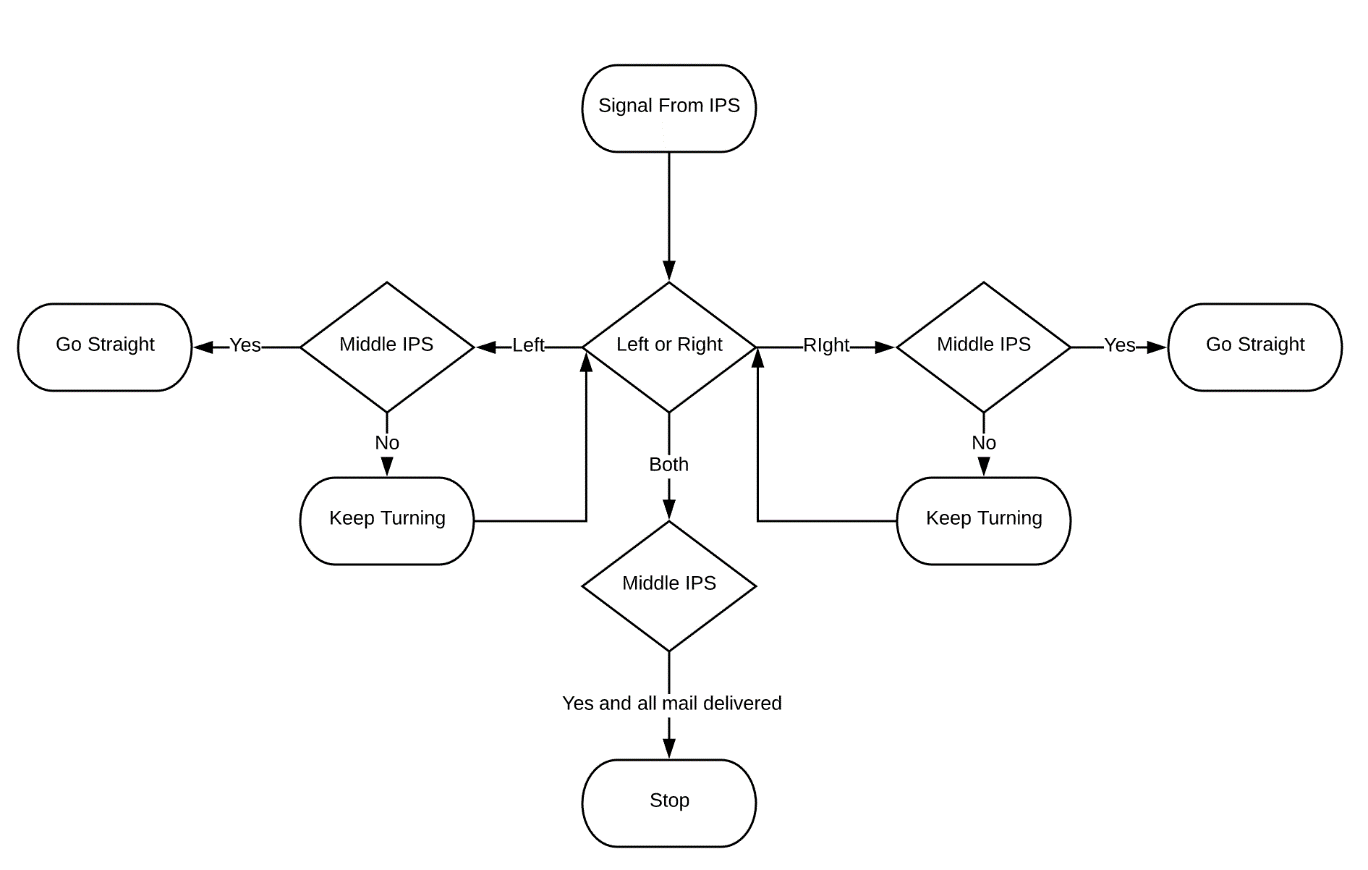 Signal From IPS
Go Straight
Yes
Middle IPS
Left
Left or Right
RIght
Middle IPS
Yes
Go Straight
No
Both
No
Keep Turning
Keep Turning
Middle IPS
Yes and all mail delivered
Stop